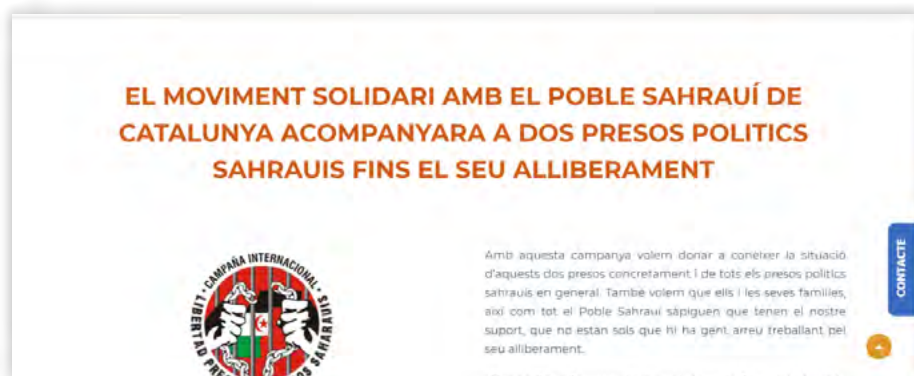 EL MOVIMENT SOLIDARI AMB EL POBLE SAHRAUÍ DE
CATALUNYA ACOMPANYARA A DOS PRESOS POLITICS
SAHRAUIS FINS EL SEU ALLIBERAMENT
CAMPAÑA INTERNACIONAL
LIBERTAD PRE
OS SAHARAUIS
Amb aquesta campanya volem donar a conèixer la situació
d'aquests dos presos concretament i de tots els presos polítics
sahrauís en general. També volem que ells i les seves famílies,
així com tot el Poble Sahrauí sàpiguen que tenen el nostre
suport, que no estan sols que hi ha gent arreu treballant pel
seu alliberament.
CONTACTE